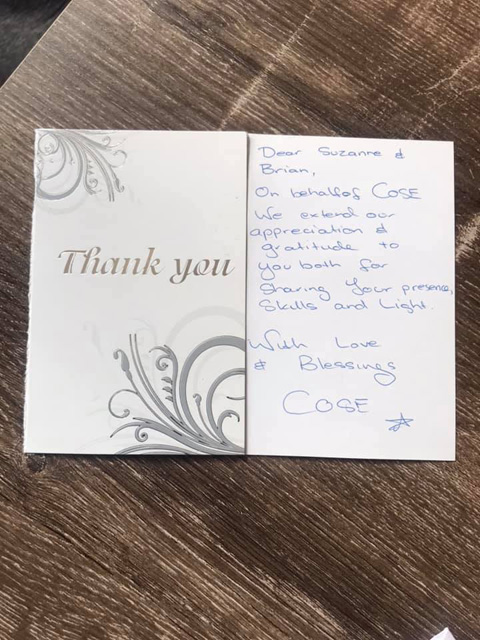 Thank you
Dear Suzanne &
Brian,
On behalf of COSE
We extend our
appreciation &
gratitude to
you both for
Sharing Your presence,
Skills and Light.
With Love
& Blessings
COSE